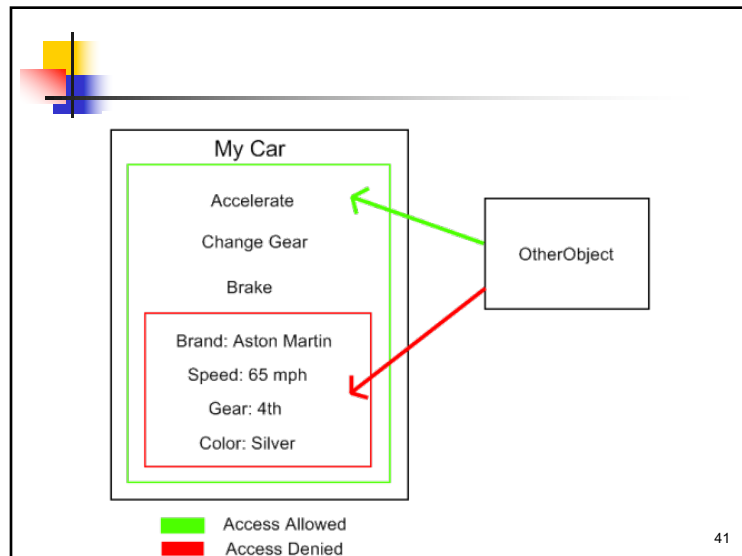 My Car
Accelerate
Change Gear
Brake
OtherObject
Brand: Aston Martin
Speed: 65 mph
Gear: 4th
Color: Silver
Access Allowed
Access Denied
41